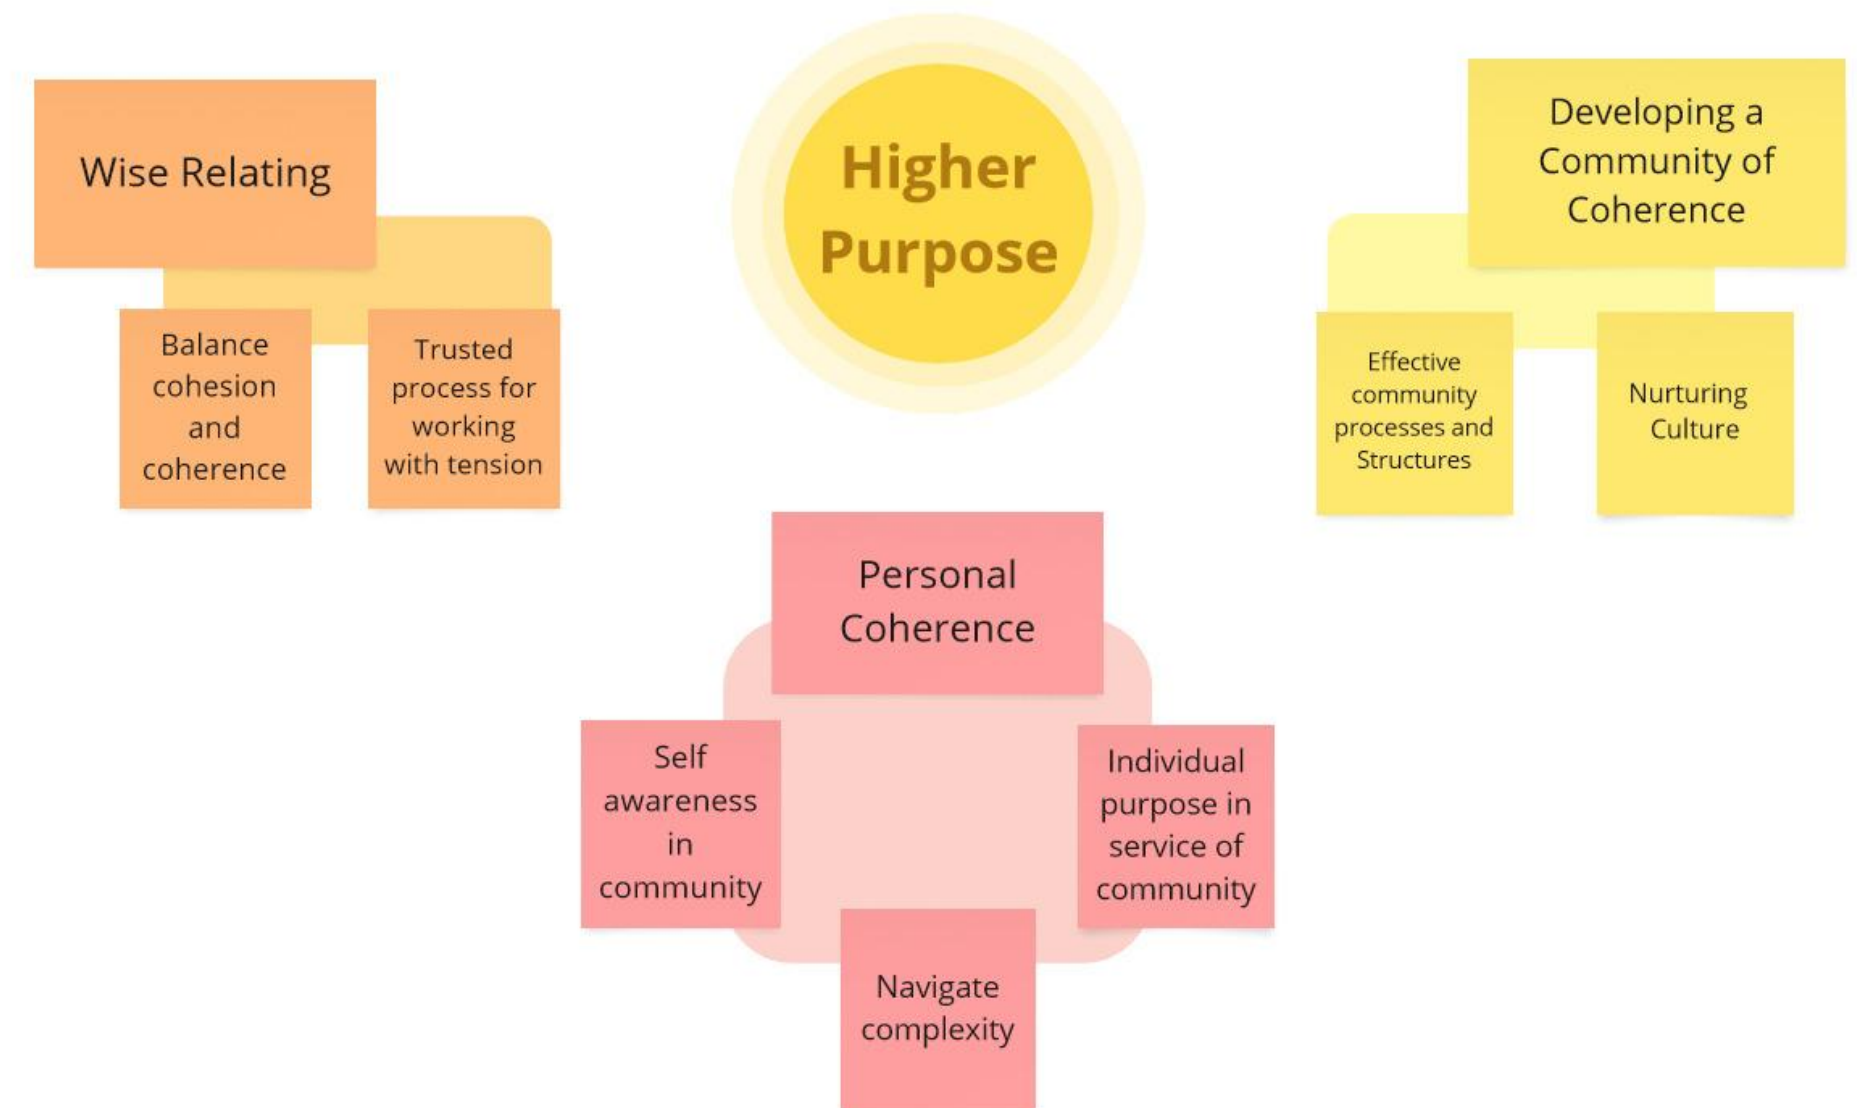 Wise Relating
Balance
cohesion
and
coherence
Trusted
process for
working
with tension
Higher
Purpose
Developing a
Community of
Coherence
Effective
community
processes and
Structures
Nurturing
Culture
Personal
Coherence
Self
awareness
in
community
Individual
purpose in
service of
community
Navigate
complexity